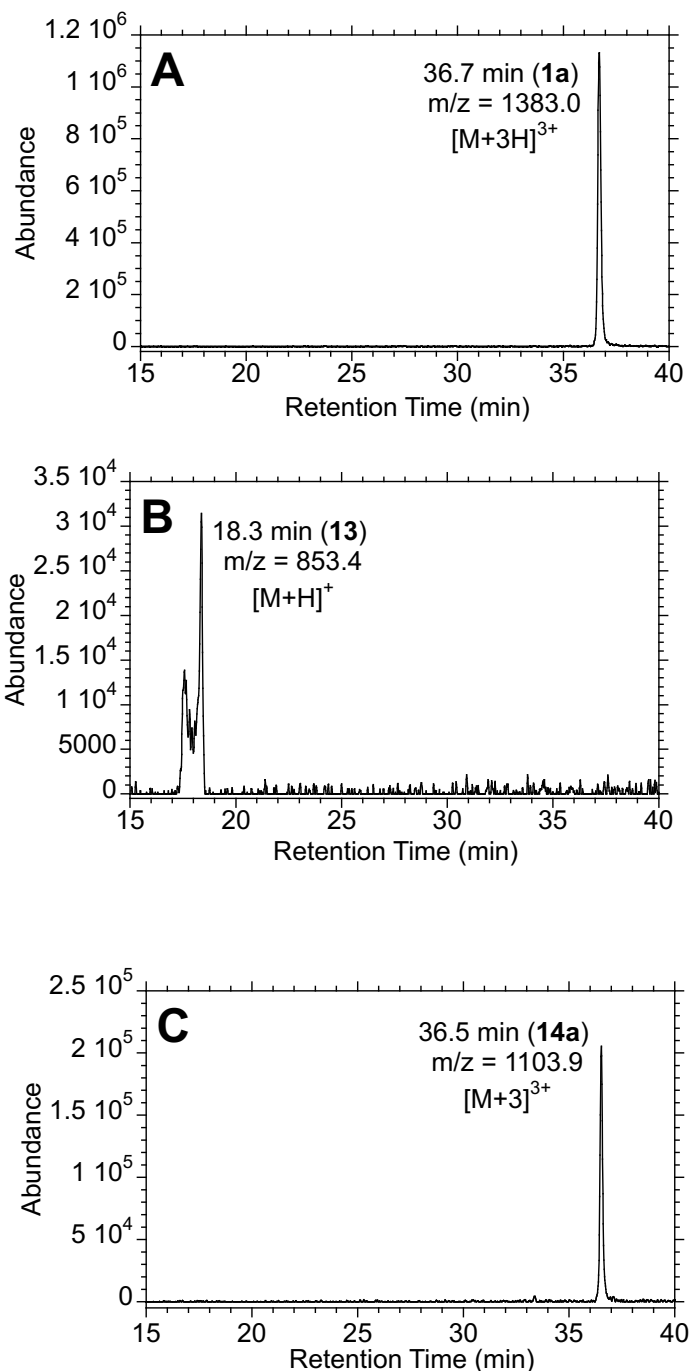 A
36.7 min (1a)
m/z = 1383.0
[M+3H]³⁺
Abundance
1.2 10⁶
1 10⁶
8 10⁵
6 10⁵
4 10⁵
2 10⁵
0
15 20 25 30 35 40
Retention Time (min)
B
18.3 min (13)
m/z = 853.4
[M+H]⁺
Abundance
3.5 10⁴
3 10⁴
2.5 10⁴
2 10⁴
1.5 10⁴
1 10⁴
5000
0
15 20 25 30 35 40
Retention Time (min)
C
36.5 min (14a)
m/z = 1103.9
[M+3]³⁺
Abundance
2.5 10⁵
2 10⁵
1.5 10⁵
1 10⁵
5 10⁴
0
15 20 25 30 35 40
Retention Time (min)